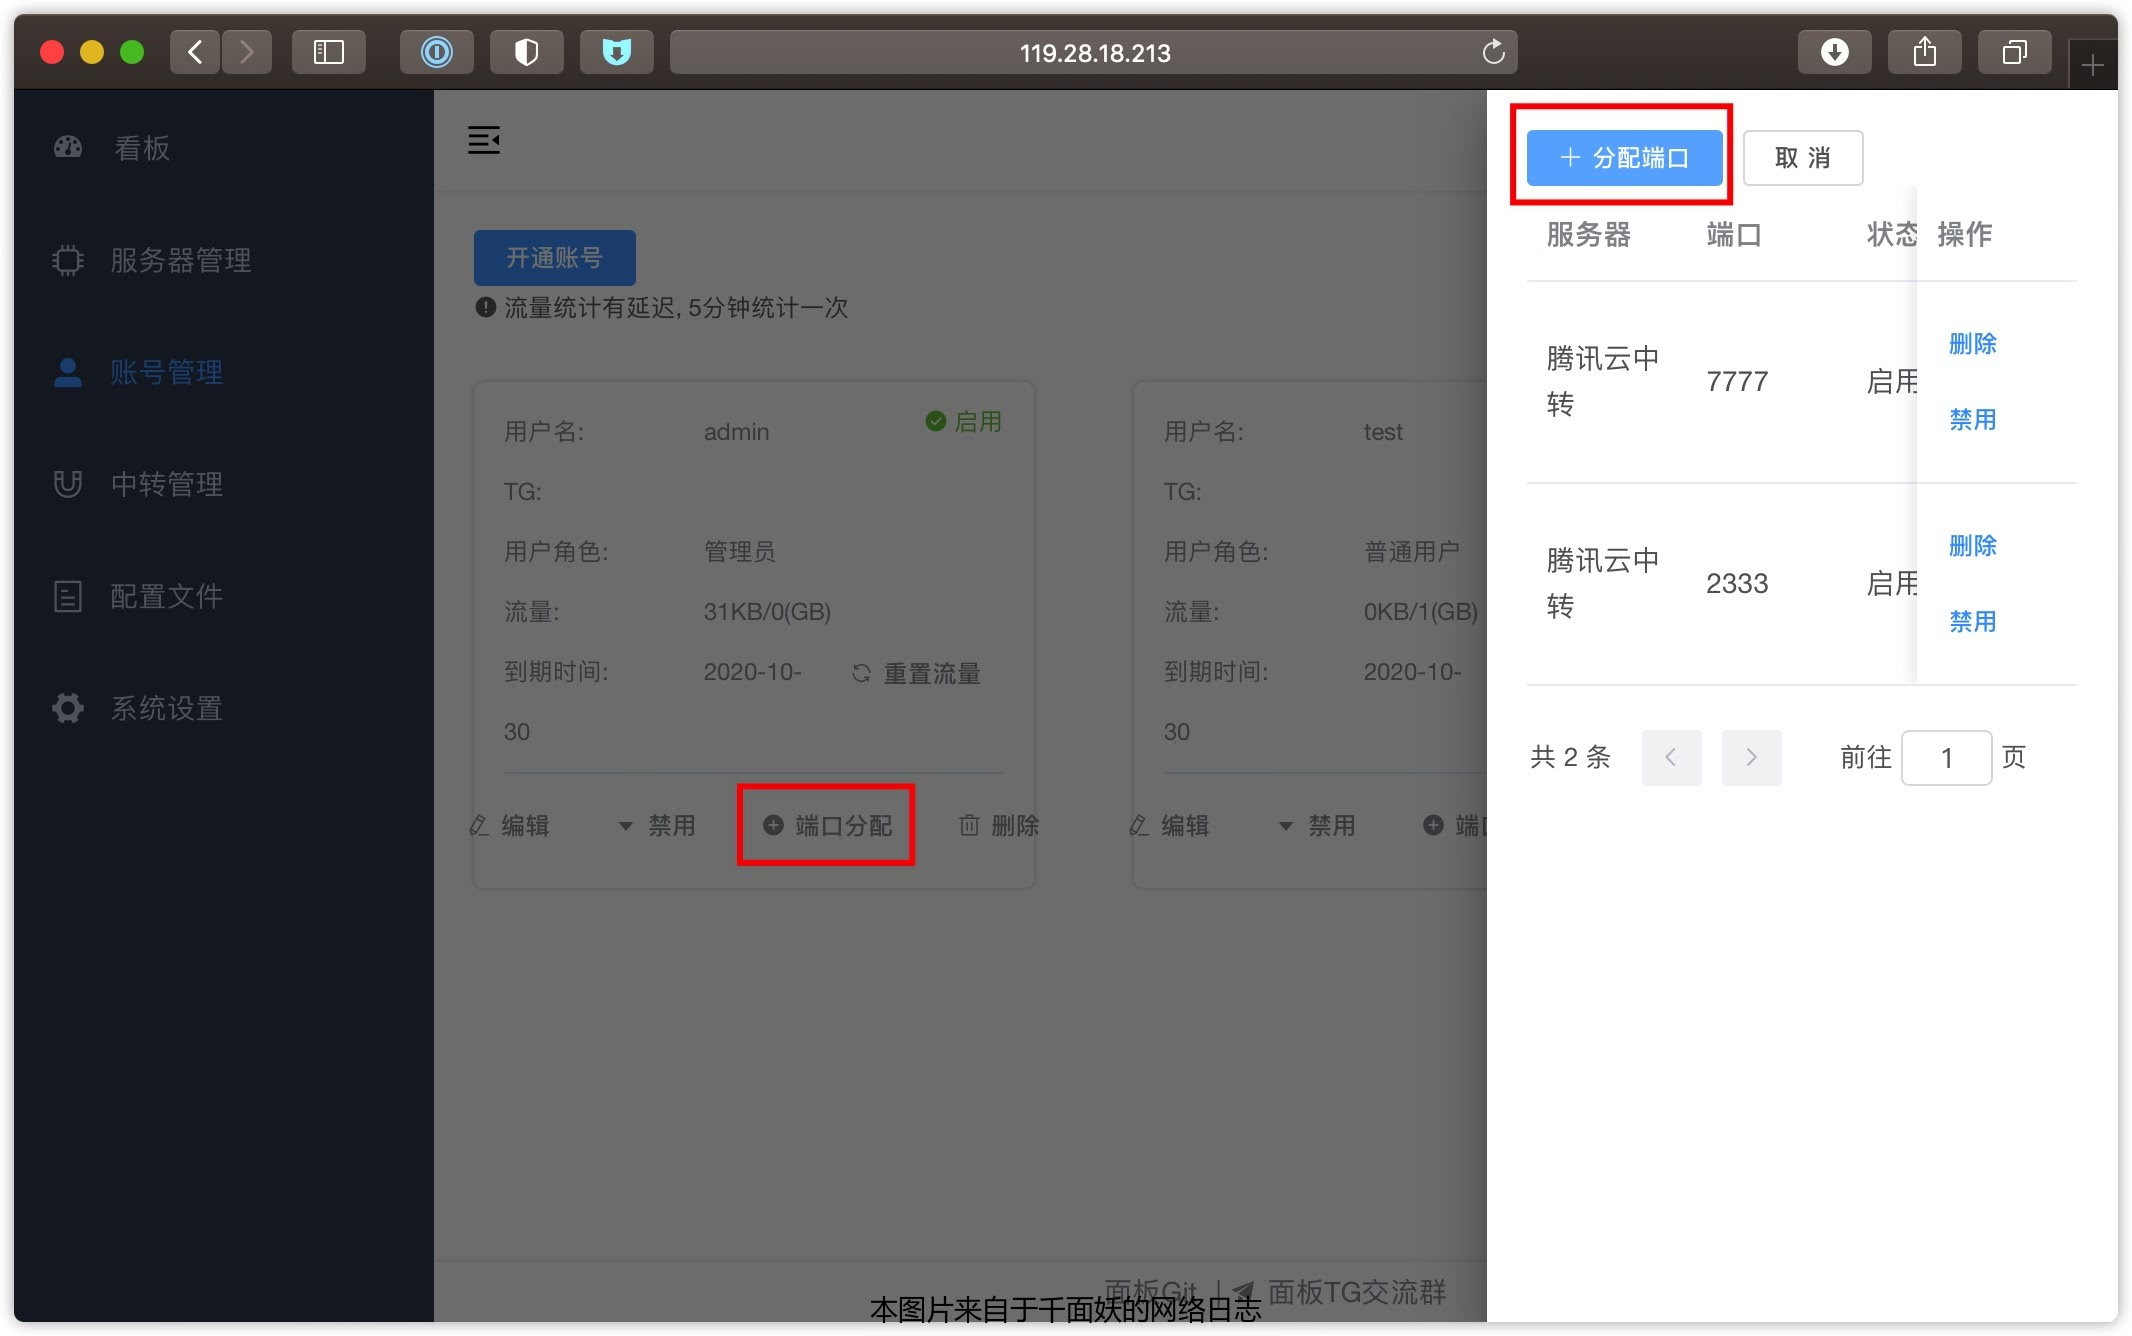 119.28.18.213
看板
服务器管理
账号管理
中转管理
配置文件
系统设置
开通账号
流量统计有延迟, 5分钟统计一次
用户名: admin 启用
TG:
用户角色: 管理员
流量: 31KB/0(GB)
到期时间: 2020-10- 重置流量
30
编辑 禁用 端口分配 删除
用户名: test
TG:
用户角色: 普通用户
流量: 0KB/1(GB)
到期时间: 2020-10-
30
编辑 禁用 端口
分配端口 取 消
服务器 端口 状态 操作
腾讯云中
转
7777 启用
删除
禁用
腾讯云中
转
2333 启用
删除
禁用
共 2 条 前往 1 页
面板Git | 面板TG交流群
本图片来自于千面妖的网络日志